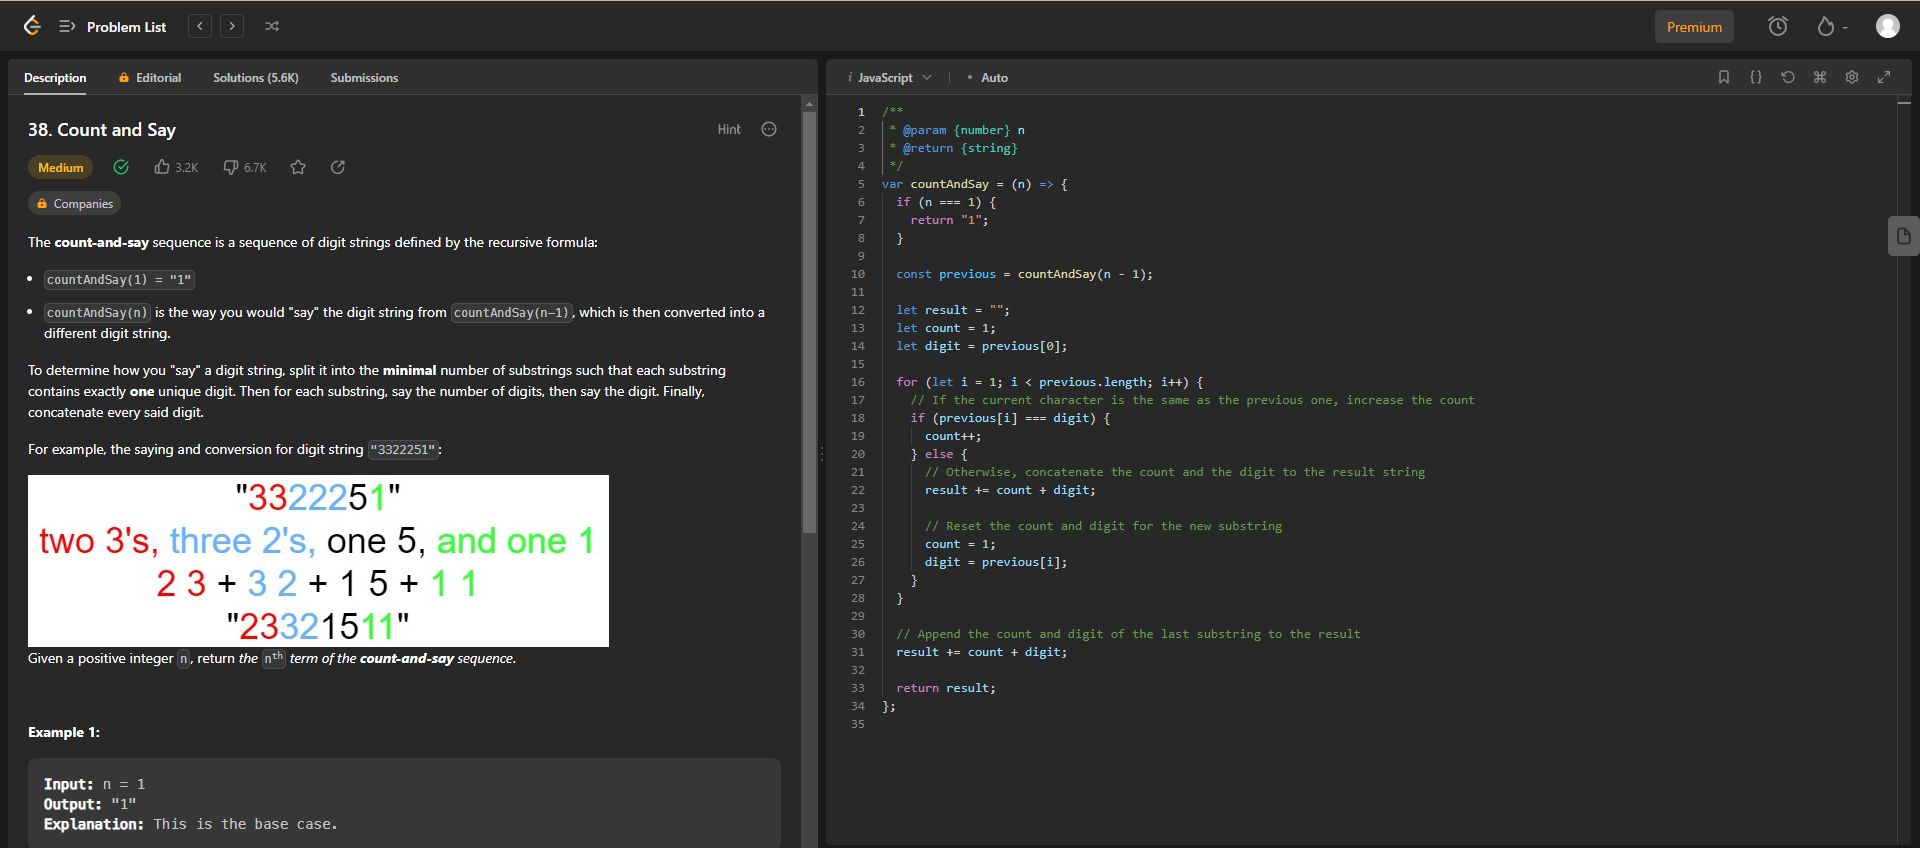 Problem List
Premium
-
Description Editorial Solutions (5.6K) Submissions
38. Count and Say
Hint
Medium 3.2K 6.7K
Companies
The count-and-say sequence is a sequence of digit strings defined by the recursive formula:
• countAndSay(1) = "1"
• countAndSay(n) is the way you would "say" the digit string from countAndSay(n-1), which is then converted into a
different digit string.
To determine how you "say" a digit string, split it into the minimal number of substrings such that each substring
contains exactly one unique digit. Then for each substring, say the number of digits, then say the digit. Finally,
concatenate every said digit.
For example, the saying and conversion for digit string "3322251":
"3322251"
two 3's, three 2's, one 5, and one 1
2 3 + 3 2 + 1 5 + 1 1
"23321511"
Given a positive integer n, return the nth term of the count-and-say sequence.
Example 1:
Input: n = 1
Output: "1"
Explanation: This is the base case.
i JavaScript • Auto
1 /**
2 * @param {number} n
3 * @return {string}
4 */
5 var countAndSay = (n) => {
6 if (n === 1) {
7 return "1";
8 }
9
10 const previous = countAndSay(n - 1);
11
12 let result = "";
13 let count = 1;
14 let digit = previous[0];
15
16 for (let i = 1; i < previous.length; i++) {
17 // If the current character is the same as the previous one, increase the count
18 if (previous[i] === digit) {
19 count++;
20 } else {
21 // Otherwise, concatenate the count and the digit to the result string
22 result += count + digit;
23
24 // Reset the count and digit for the new substring
25 count = 1;
26 digit = previous[i];
27 }
28 }
29
30 // Append the count and digit of the last substring to the result
31 result += count + digit;
32
33 return result;
34 };
35